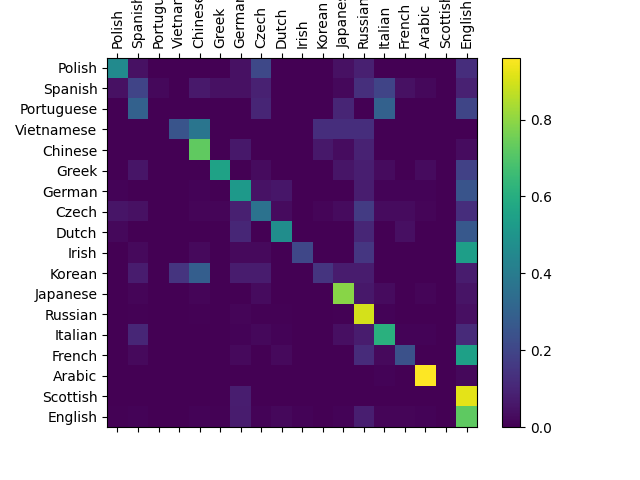 Polish
Spanish
Portugu
Vietnam
Chinese
Greek
German
Czech
Dutch
Irish
Korean
Japanes
Russian
Italian
French
Arabic
Scottish
English
Polish
Spanish
Portuguese
Vietnamese
Chinese
Greek
German
Czech
Dutch
Irish
Korean
Japanese
Russian
Italian
French
Arabic
Scottish
English
0.8
0.6
0.4
0.2
0.0